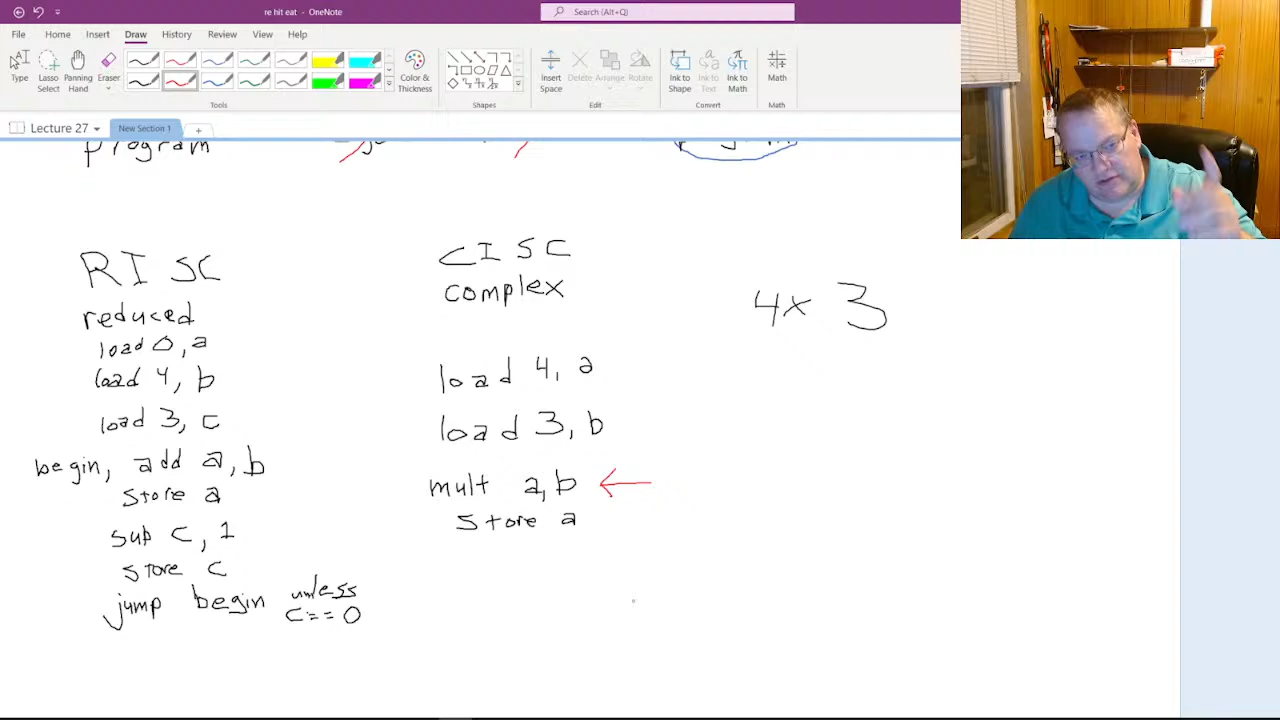 re hit eat - OneNote
Search (Alt+Q)
File Home Insert Draw History Review View Help
Type
Lasso Select
Panning Hand
Eraser
Color & Thickness
Insert Space
Delete
Arrange
Rotate
Ink to Shape
Ink to Text
Ink to Math
Math
Tools
Shapes
Edit
Convert
Math
Lecture 27
New Section 1
+
program
RISC
reduced
load 0, a
load 4, b
load 3, c
begin, add a, b
store a
sub c, 1
store c
jump begin unless
c == 0
CISC
complex
load 4, a
load 3, b
mult a, b
store a
4x 3